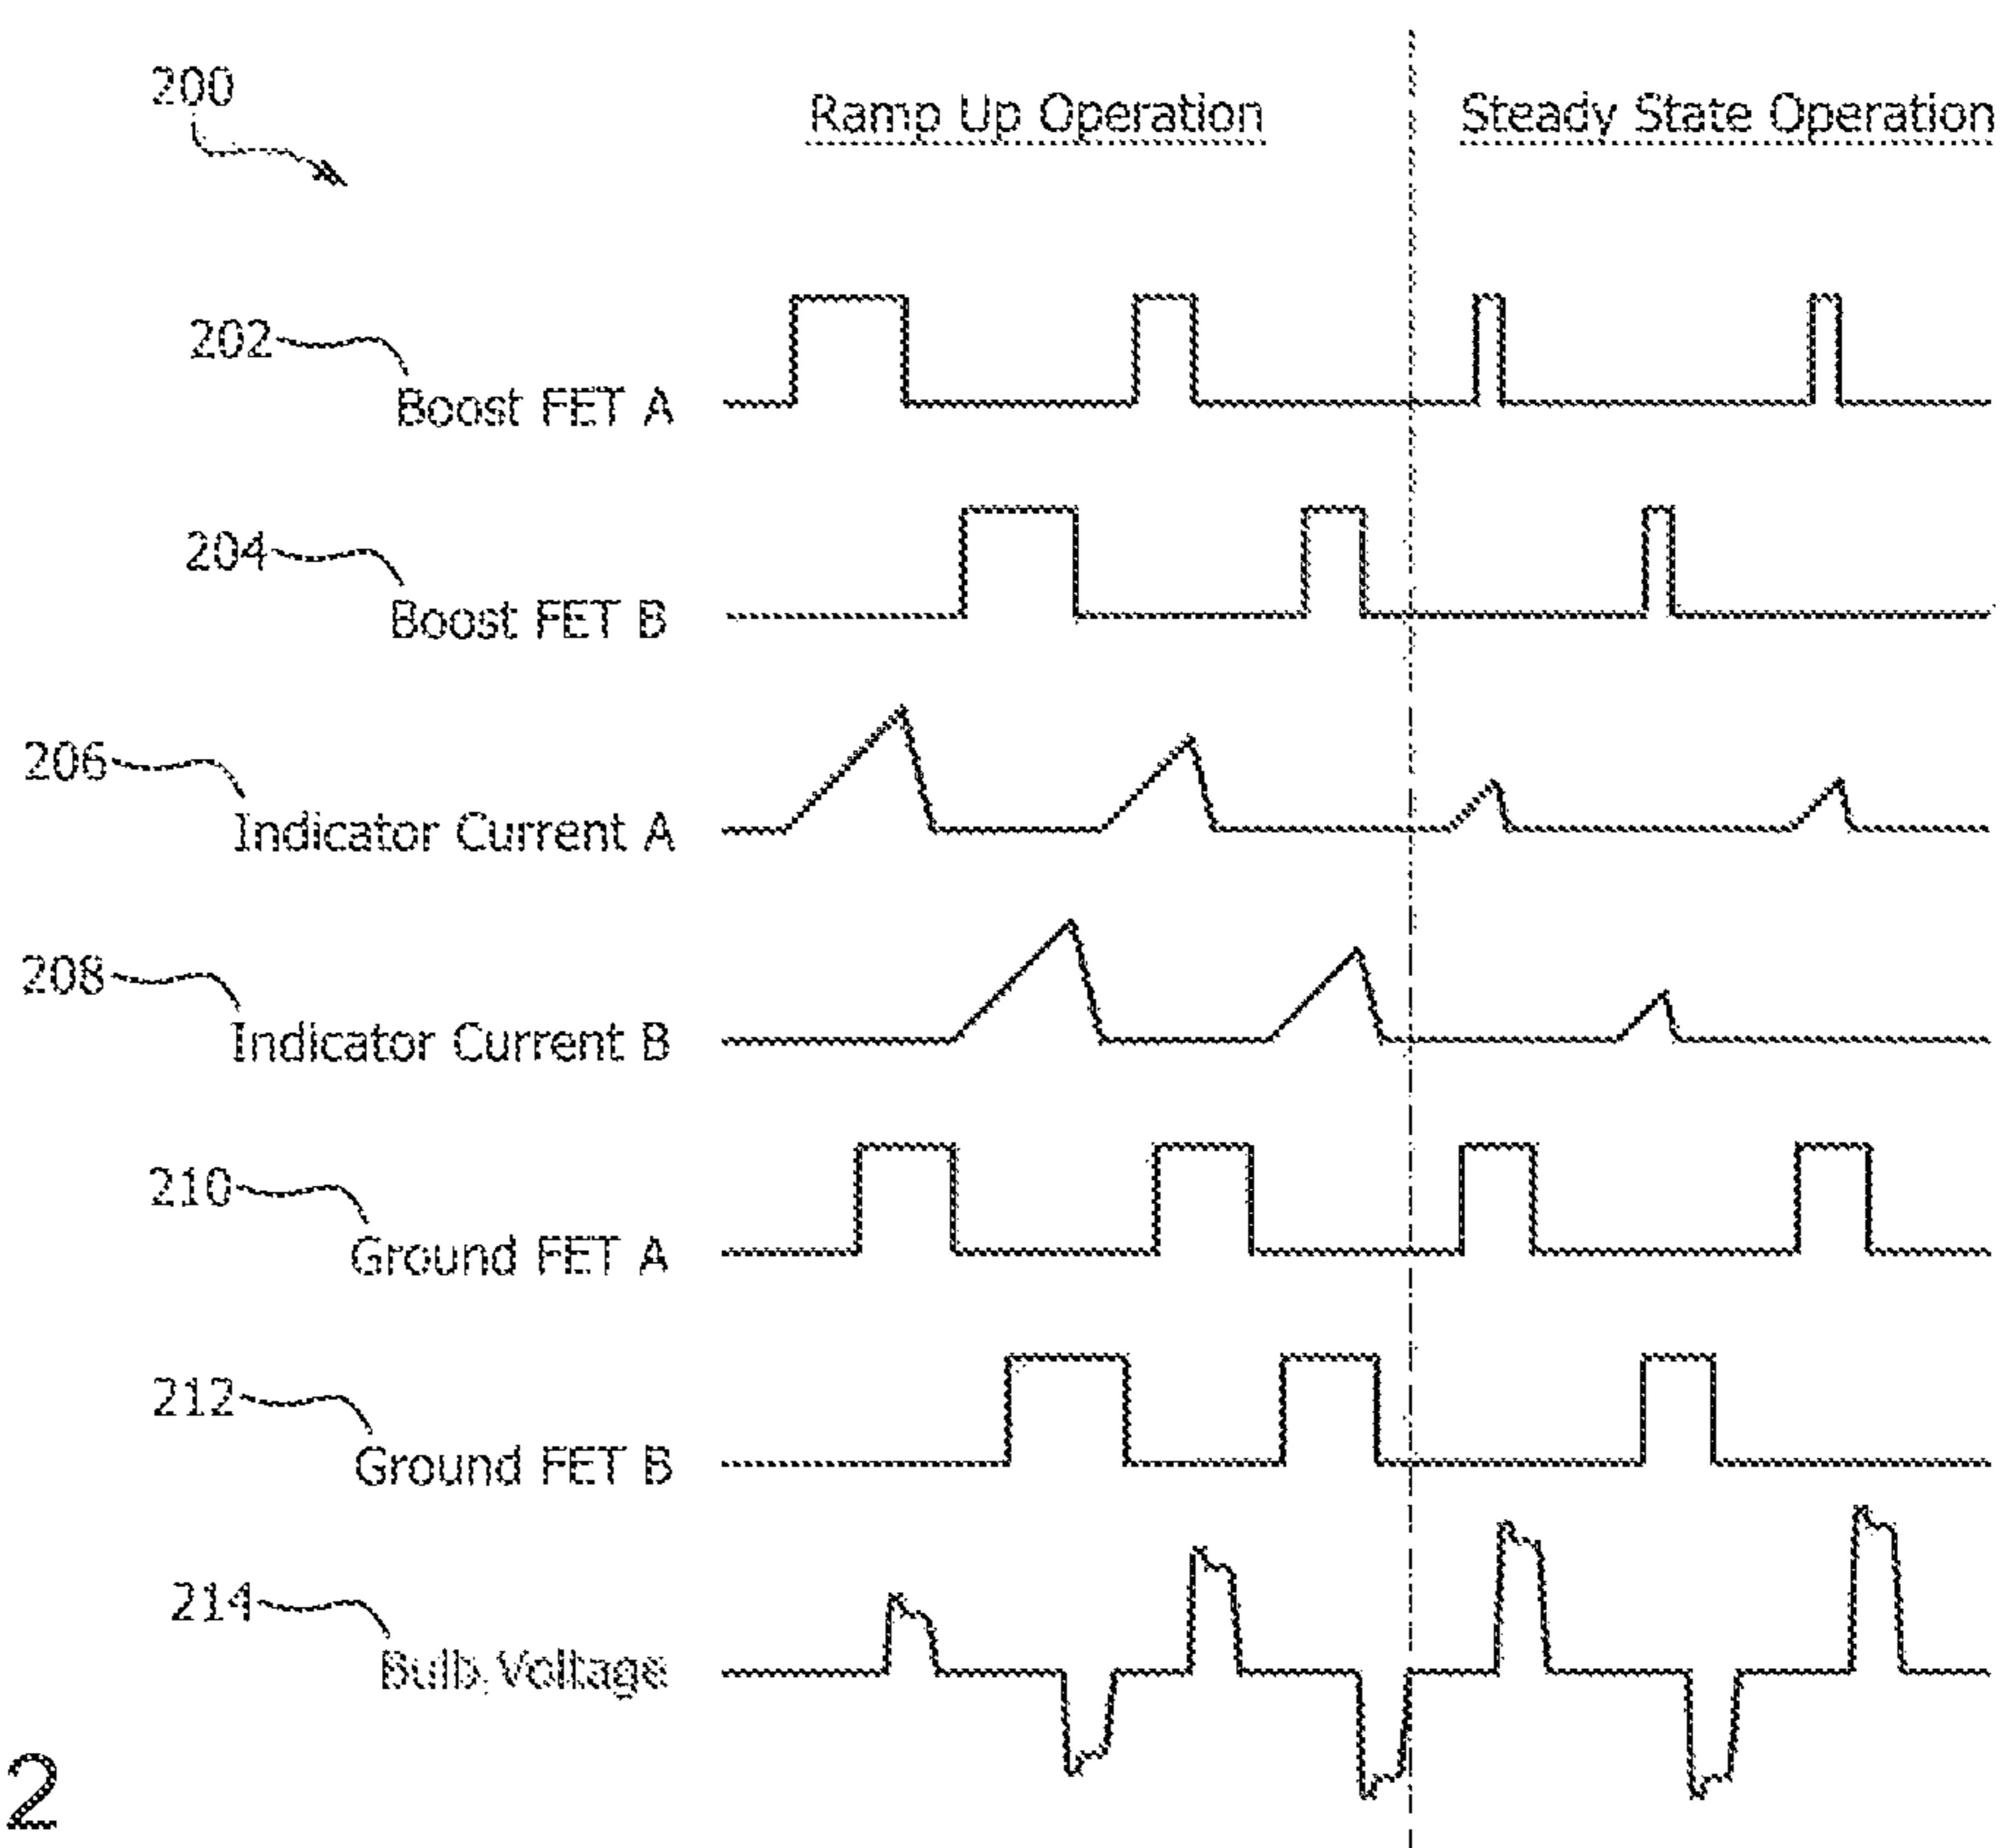 200
Ramp Up Operation
Steady State Operation
202
Boost FET A
204
Boost FET B
206
Indicator Current A
208
Indicator Current B
210
Ground FET A
212
Ground FET B
214
Bulb Voltage
2